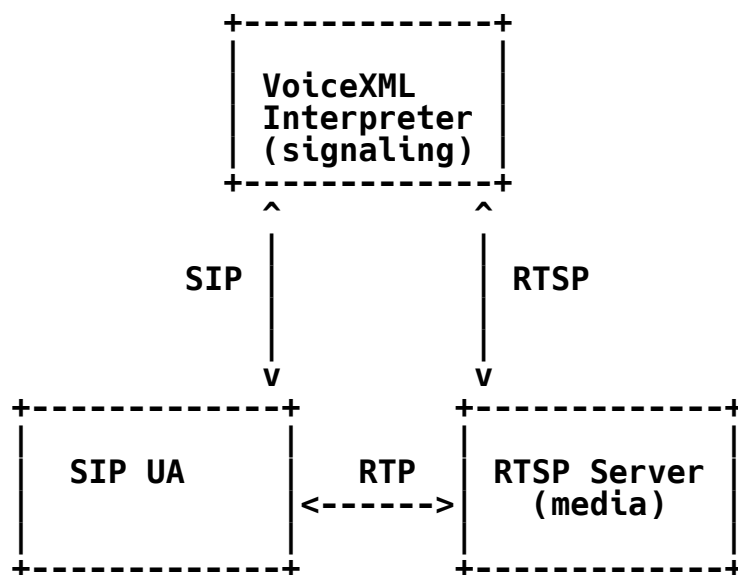 +-------------+
|             |
| VoiceXML    |
| Interpreter |
| (signaling) |
+-------------+
^ ^
| |
SIP | | RTSP
| |
| |
v v
+-------------+ +-------------+
| | | |
| SIP UA | RTP | RTSP Server |
| |<------>| (media) |
| | | |
+-------------+ +-------------+